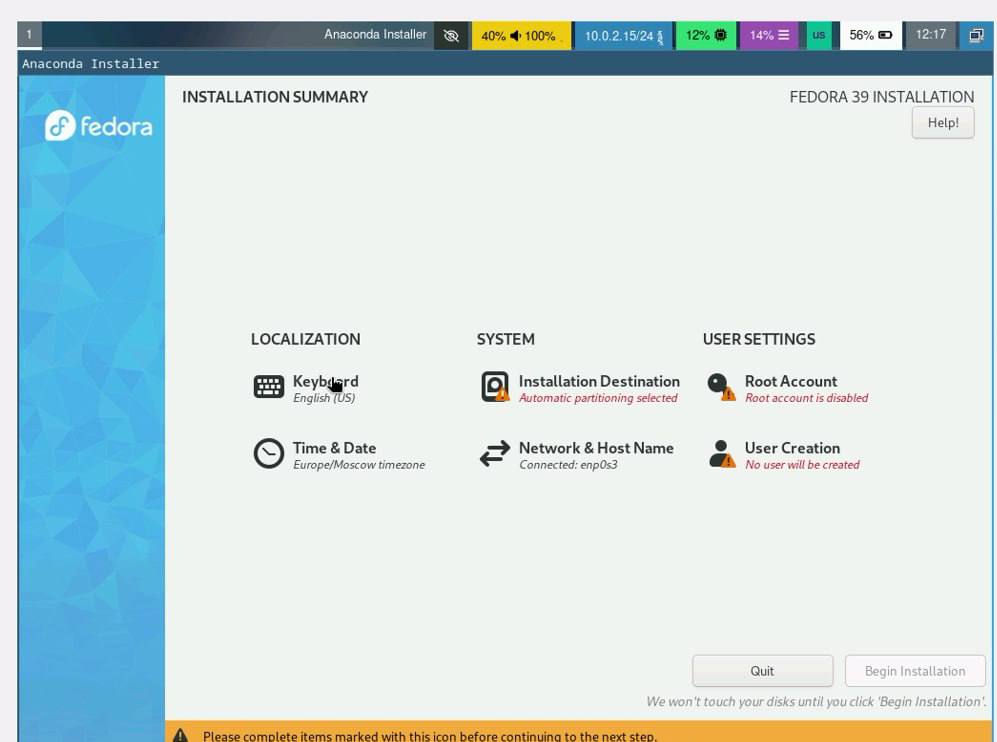 1 Anaconda Installer 40% 100% 10.0.2.15/24 12% 14% US 56% 12:17
Anaconda Installer
fedora
INSTALLATION SUMMARY
FEDORA 39 INSTALLATION
Help!
LOCALIZATION
Keyboard
English (US)
Time & Date
Europe/Moscow timezone
SYSTEM
Installation Destination
Automatic partitioning selected
Network & Host Name
Connected: enp0s3
USER SETTINGS
Root Account
Root account is disabled
User Creation
No user will be created
Quit
Begin Installation
We won't touch your disks until you click 'Begin Installation'.
Please complete items marked with this icon before continuing to the next step.